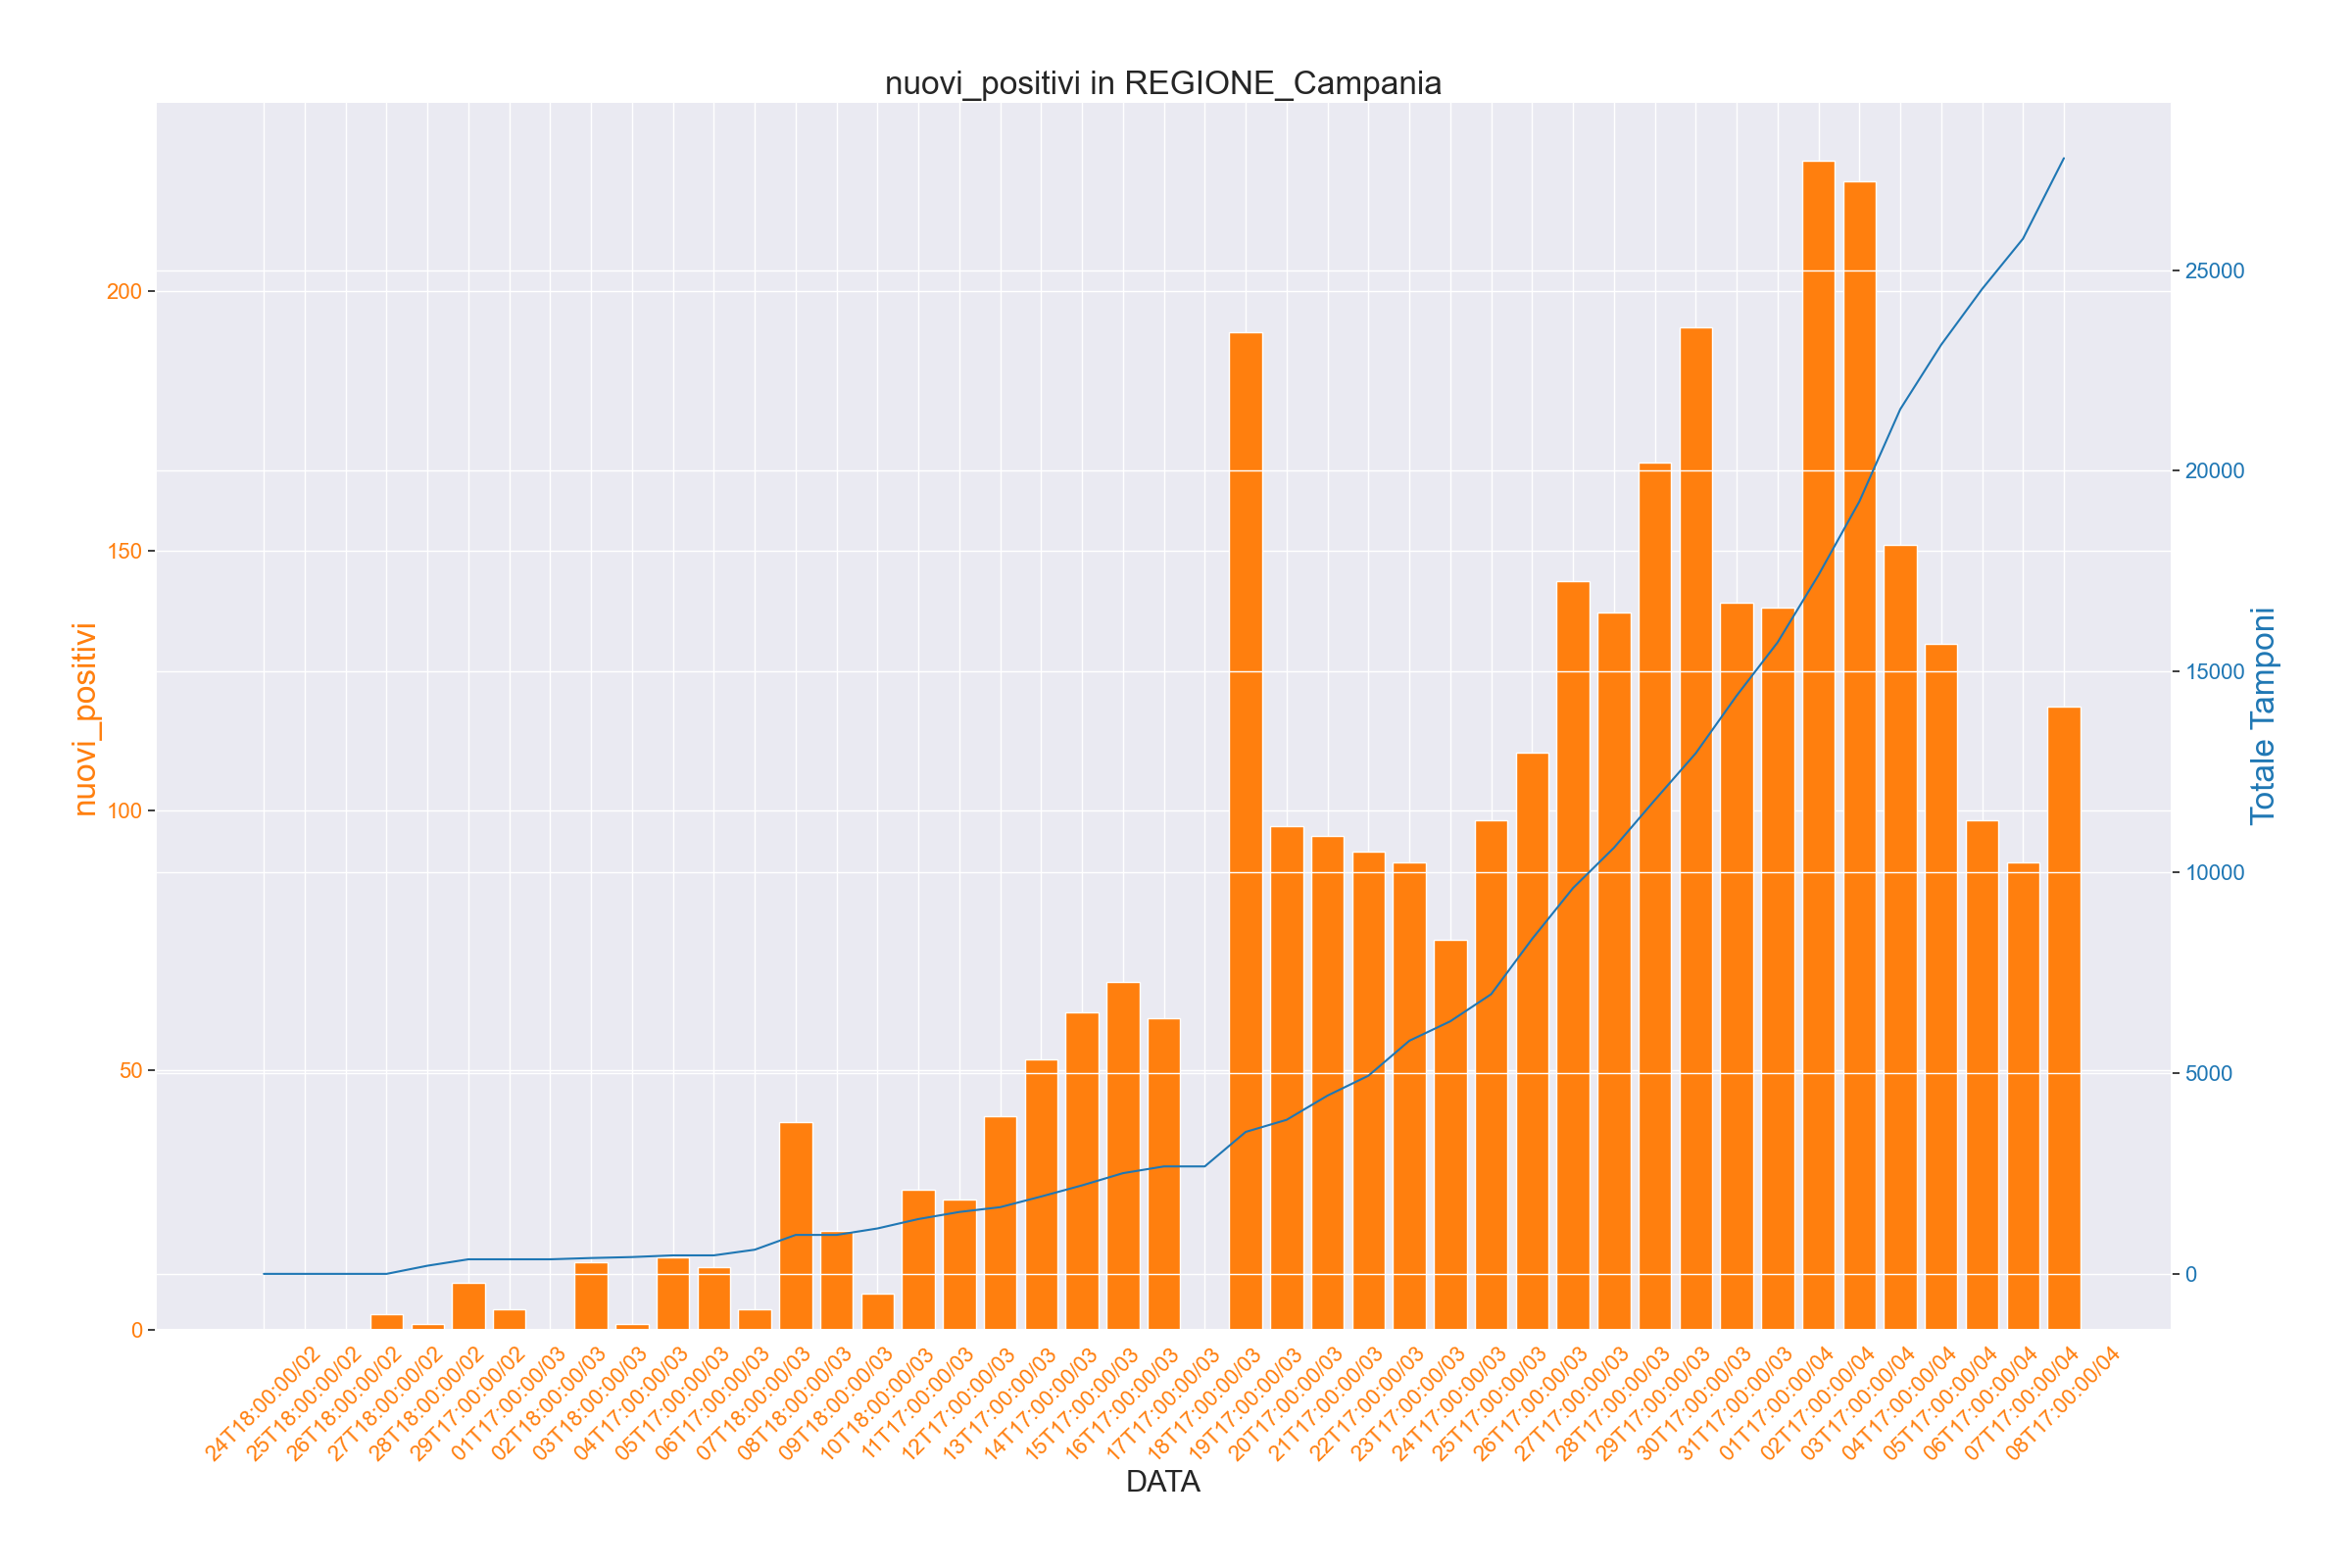 nuovi_positivi in REGIONE_Campania
nuovi_positivi
200
150
100
50
0
Totale Tamponi
25000
20000
15000
10000
5000
0
24T18:00:00/02
25T18:00:00/02
26T18:00:00/02
27T18:00:00/02
28T18:00:00/02
29T17:00:00/02
01T17:00:00/03
02T18:00:00/03
03T18:00:00/03
04T17:00:00/03
05T17:00:00/03
06T17:00:00/03
07T18:00:00/03
08T18:00:00/03
09T18:00:00/03
10T18:00:00/03
11T17:00:00/03
12T17:00:00/03
13T17:00:00/03
14T17:00:00/03
15T17:00:00/03
16T17:00:00/03
17T17:00:00/03
18T17:00:00/03
19T17:00:00/03
20T17:00:00/03
21T17:00:00/03
22T17:00:00/03
23T17:00:00/03
24T17:00:00/03
25T17:00:00/03
26T17:00:00/03
27T17:00:00/03
28T17:00:00/03
29T17:00:00/03
30T17:00:00/03
31T17:00:00/03
01T17:00:00/04
02T17:00:00/04
03T17:00:00/04
04T17:00:00/04
05T17:00:00/04
06T17:00:00/04
07T17:00:00/04
08T17:00:00/04
DATA